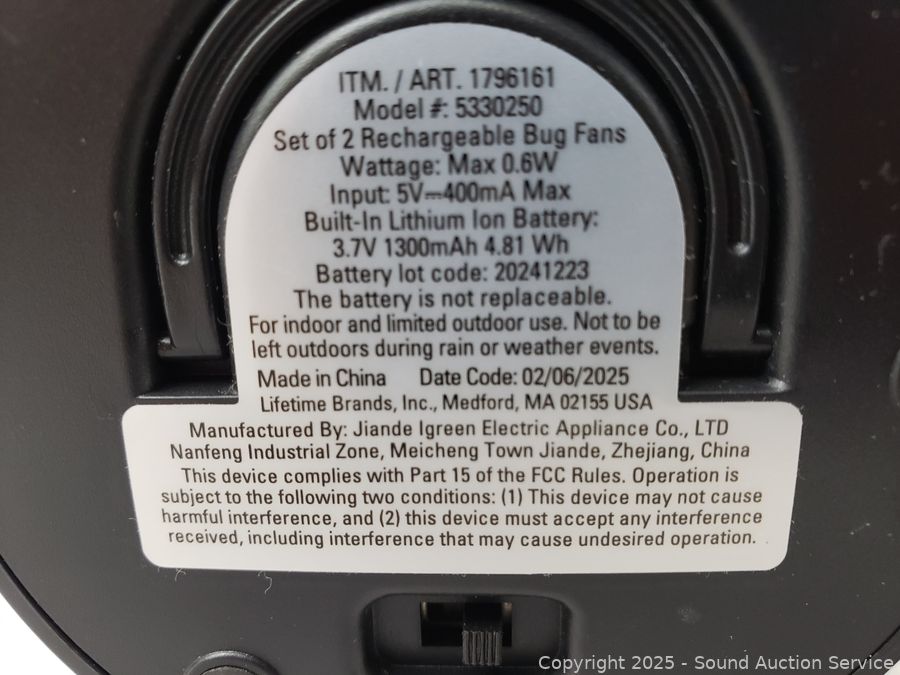 ITM. / ART. 1796161
Model #: 5330250
Set of 2 Rechargeable Bug Fans
Wattage: Max 0.6W
Input: 5V⎓400mA Max
Built-In Lithium Ion Battery:
3.7V 1300mAh 4.81 Wh
Battery lot code: 20241223
The battery is not replaceable.
For indoor and limited outdoor use. Not to be
left outdoors during rain or weather events.
Made in China Date Code: 02/06/2025
Lifetime Brands, Inc., Medford, MA 02155 USA
Manufactured By: Jiande Igreen Electric Appliance Co., LTD
Nanfeng Industrial Zone, Meicheng Town Jiande, Zhejiang, China
This device complies with Part 15 of the FCC Rules. Operation is
subject to the following two conditions: (1) This device may not cause
harmful interference, and (2) this device must accept any interference
received, including interference that may cause undesired operation.
Copyright 2025 - Sound Auction Service